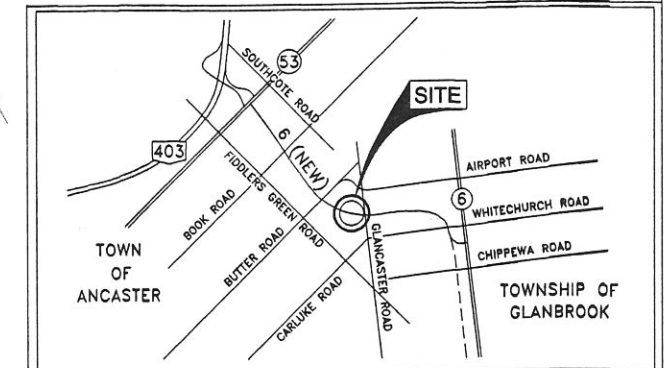 53
SOUTHCOTE ROAD
SITE
403
6 (NEW)
FIDDLERS GREEN ROAD
AIRPORT ROAD
6
WHITECHURCH ROAD
BOOK ROAD
TOWN
OF
ANCASTER
BUTTER ROAD
GLANCASTER ROAD
CHIPPEWA ROAD
CARLUKE ROAD
TOWNSHIP OF
GLANBROOK